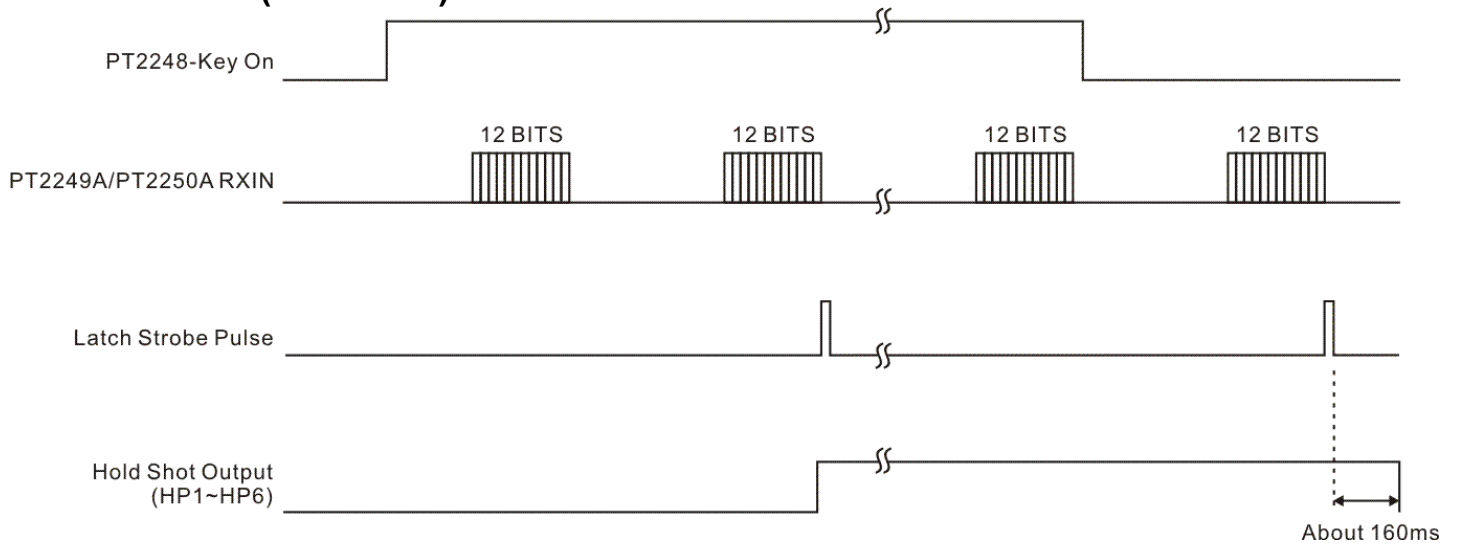 PT2248-Key On
12 BITS 12 BITS 12 BITS 12 BITS
PT2249A/PT2250A RXIN
Latch Strobe Pulse
Hold Shot Output
(HP1~HP6)
About 160ms